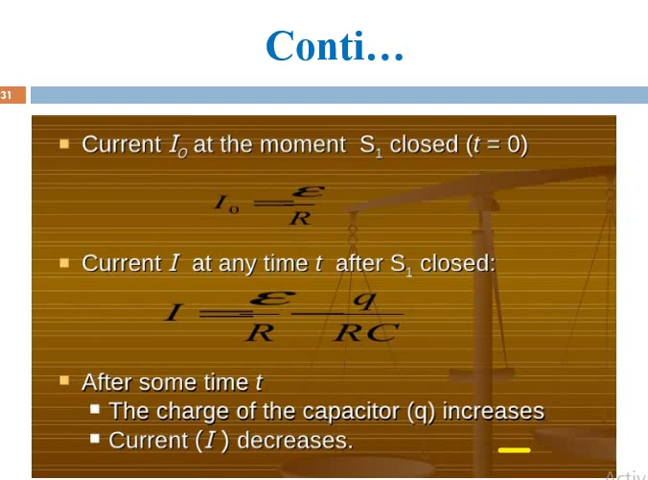 Conti…
31
Current I₀ at the moment S₁ closed (t = 0)
I₀ = ε/R
Current I at any time t after S₁ closed:
I = ε/R − q/RC
After some time t
The charge of the capacitor (q) increases
Current (I ) decreases.